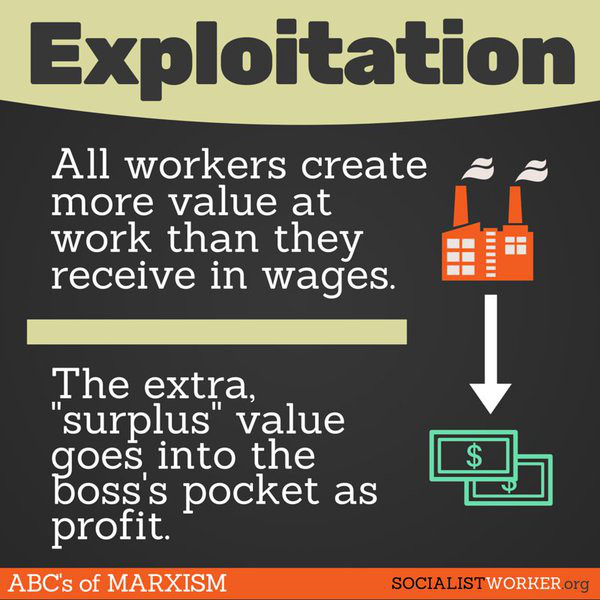 Exploitation
All workers create
more value at
work than they
receive in wages.
The extra,
"surplus" value
goes into the
boss's pocket as
profit.
$
$
ABC's of MARXISM
SOCIALISTWORKER.org